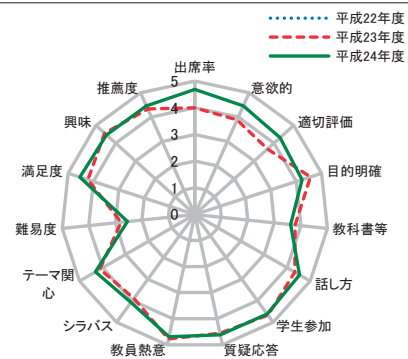 平成22年度
平成23年度
平成24年度
出席率
意欲的
適切評価
目的明確
教科書等
話し方
学生参加
質疑応答
教員熱意
シラバス
テーマ関
心
難易度
満足度
興味
推薦度
5
4
3
2
1
0